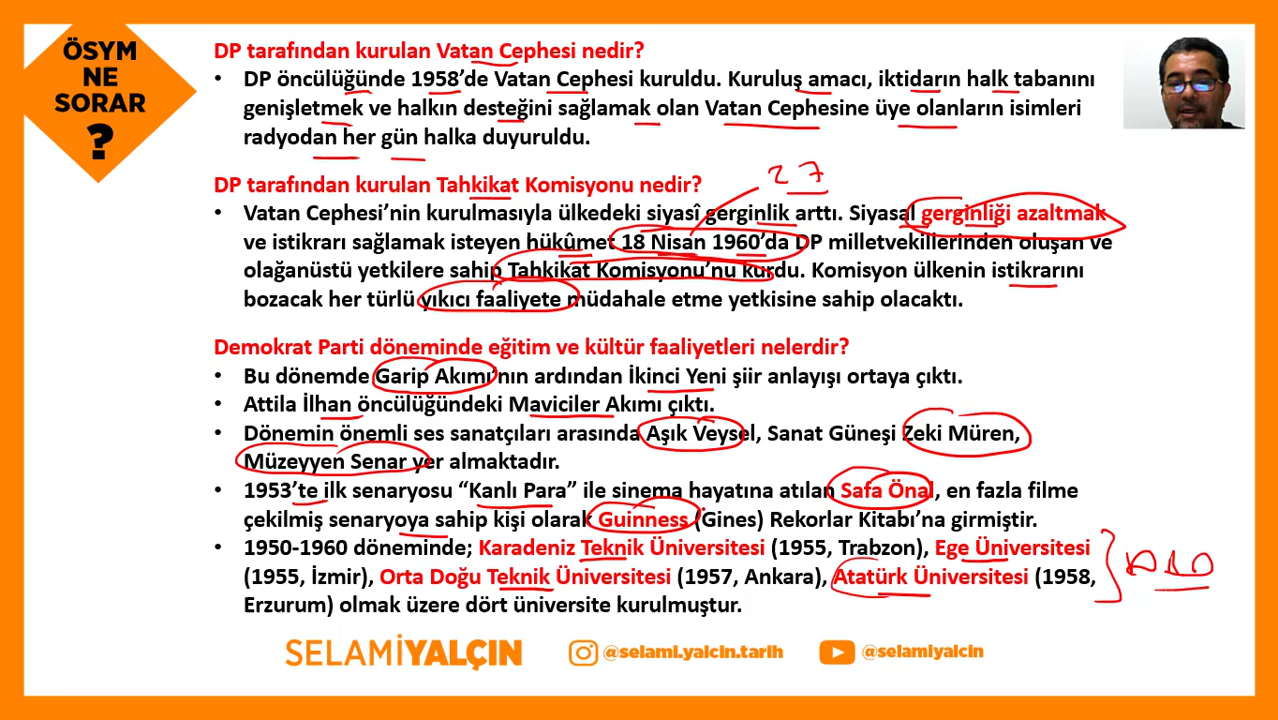 ÖSYM
NE
SORAR
?
DP tarafından kurulan Vatan Cephesi nedir?
• DP öncülüğünde 1958’de Vatan Cephesi kuruldu. Kuruluş amacı, iktidarın halk tabanını
genişletmek ve halkın desteğini sağlamak olan Vatan Cephesine üye olanların isimleri
radyodan her gün halka duyuruldu.
27
DP tarafından kurulan Tahkikat Komisyonu nedir?
• Vatan Cephesi’nin kurulmasıyla ülkedeki siyasî gerginlik arttı. Siyasal gerginliği azaltmak
ve istikrarı sağlamak isteyen hükûmet 18 Nisan 1960’da DP milletvekillerinden oluşan ve
olağanüstü yetkilere sahip Tahkikat Komisyonu’nu kurdu. Komisyon ülkenin istikrarını
bozacak her türlü yıkıcı faaliyete müdahale etme yetkisine sahip olacaktı.
Demokrat Parti döneminde eğitim ve kültür faaliyetleri nelerdir?
• Bu dönemde Garip Akımı’nın ardından İkinci Yeni şiir anlayışı ortaya çıktı.
• Attila İlhan öncülüğündeki Maviciler Akımı çıktı.
• Dönemin önemli ses sanatçıları arasında Aşık Veysel, Sanat Güneşi Zeki Müren,
Müzeyyen Senar yer almaktadır.
• 1953’te ilk senaryosu “Kanlı Para” ile sinema hayatına atılan Safa Önal, en fazla filme
çekilmiş senaryoya sahip kişi olarak Guinness (Gines) Rekorlar Kitabı’na girmiştir.
• 1950-1960 döneminde; Karadeniz Teknik Üniversitesi (1955, Trabzon), Ege Üniversitesi
(1955, İzmir), Orta Doğu Teknik Üniversitesi (1957, Ankara), Atatürk Üniversitesi (1958,
Erzurum) olmak üzere dört üniversite kurulmuştur.
SELAMİYALÇIN
@selami.yalcin.tarih
@selamiyalcin